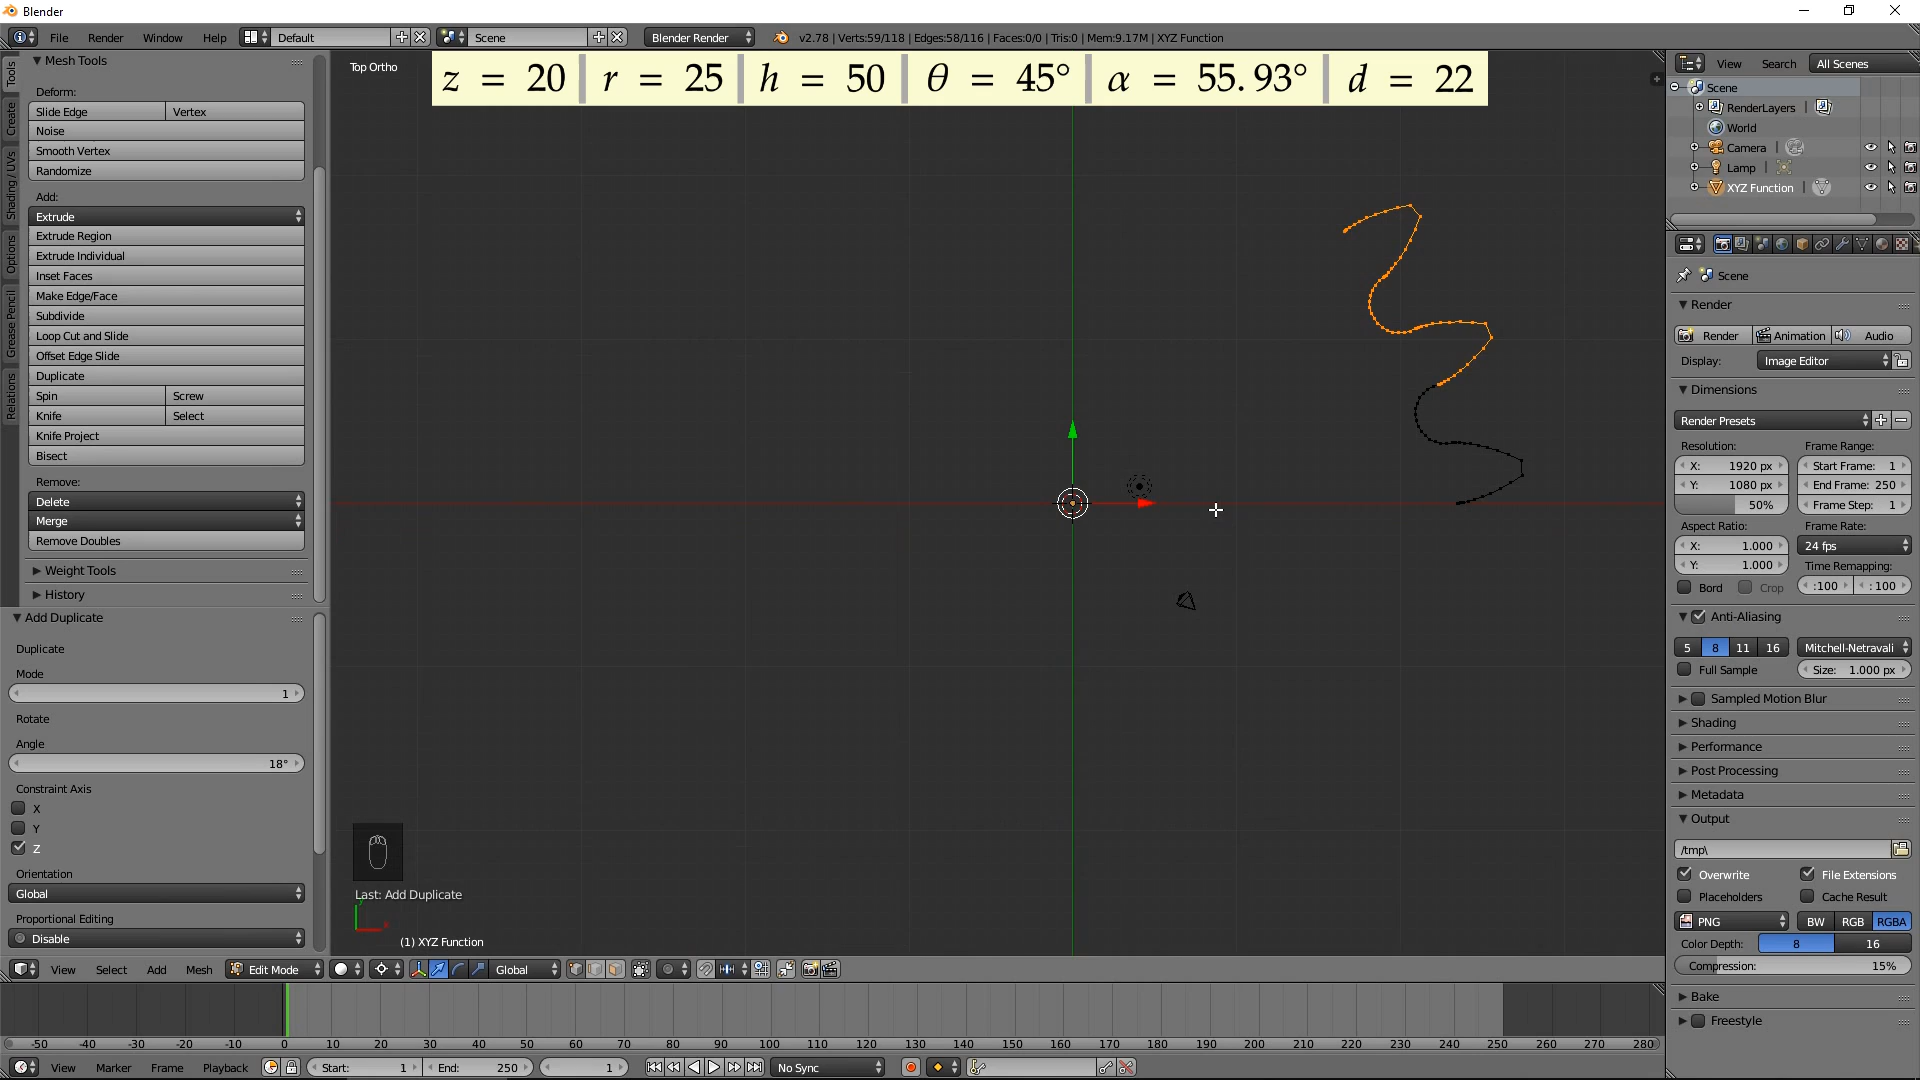 Blender
File Render Window Help Default Scene Blender Render v2.78 | Verts:59/118 | Edges:58/116 | Faces:0/0 | Tris:0 | Mem:9.17M | XYZ Function
Tools
Create
Shading / UVs
Options
Grease Pencil
Relations
Mesh Tools
Deform:
Slide Edge Vertex
Noise
Smooth Vertex
Randomize
Add:
Extrude
Extrude Region
Extrude Individual
Inset Faces
Make Edge/Face
Subdivide
Loop Cut and Slide
Offset Edge Slide
Duplicate
Spin Screw
Knife Select
Knife Project
Bisect
Remove:
Delete
Merge
Remove Doubles
Weight Tools
History
Add Duplicate
Duplicate
Mode
1
Rotate
Angle
18°
Constraint Axis
X
Y
Z
Orientation
Global
Proportional Editing
Disable
Top Ortho
z = 20 r = 25 h = 50 θ = 45° α = 55.93° d = 22
Last: Add Duplicate
(1) XYZ Function
View Select Add Mesh Edit Mode Global
-50 -40 -30 -20 -10 0 10 20 30 40 50 60 70 80 90 100 110 120 130 140 150 160 170 180 190 200 210 220 230 240 250 260 270 280
View Marker Frame Playback Start: 1 End: 250 1 No Sync
View Search All Scenes
Scene
RenderLayers
World
Camera
Lamp
XYZ Function
Scene
Render
Render Animation Audio
Display: Image Editor
Dimensions
Render Presets
Resolution: Frame Range:
X: 1920 px Start Frame: 1
Y: 1080 px End Frame: 250
50% Frame Step: 1
Aspect Ratio: Frame Rate:
X: 1.000 24 fps
Y: 1.000 Time Remapping:
Bord Crop :100 : 100
Anti-Aliasing
5 8 11 16 Mitchell-Netravali
Full Sample Size: 1.000 px
Sampled Motion Blur
Shading
Performance
Post Processing
Metadata
Output
/tmp\
Overwrite File Extensions
Placeholders Cache Result
PNG BW RGB RGBA
Color Depth: 8 16
Compression: 15%
Bake
Freestyle